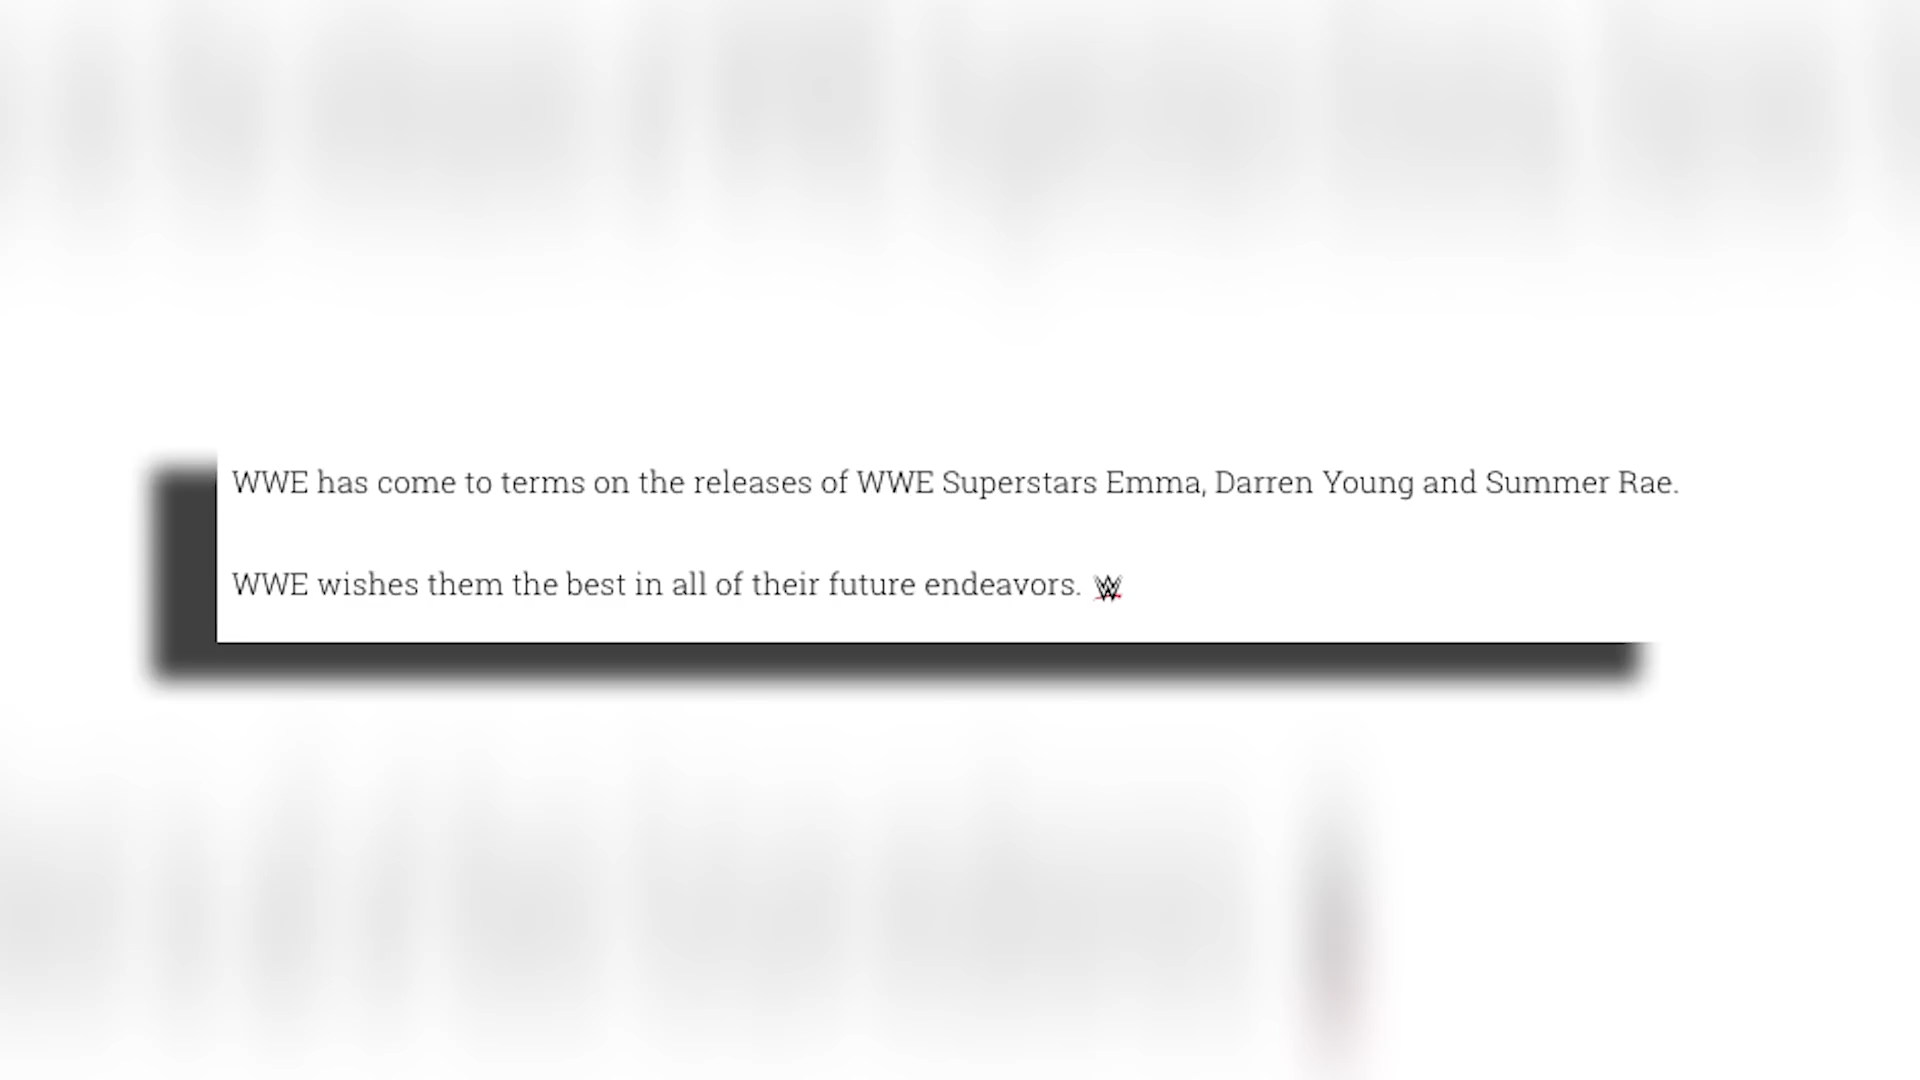 WWE has come to terms on the releases of WWE Superstars Emma, Darren Young and Summer Rae.
WWE wishes them the best in all of their future endeavors.